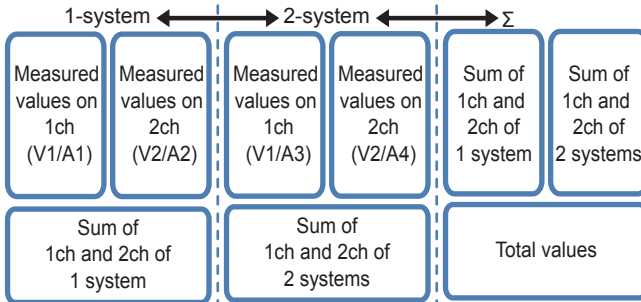 1-system 2-system Σ
Measured
values on
1ch
(V1/A1)
Measured
values on
2ch
(V2/A2)
Measured
values on
1ch
(V1/A3)
Measured
values on
2ch
(V2/A4)
Sum of
1ch and
2ch of
1 system
Sum of
1ch and
2ch of
2 systems
Sum of
1ch and 2ch of
1 system
Sum of
1ch and 2ch of
2 systems
Total values